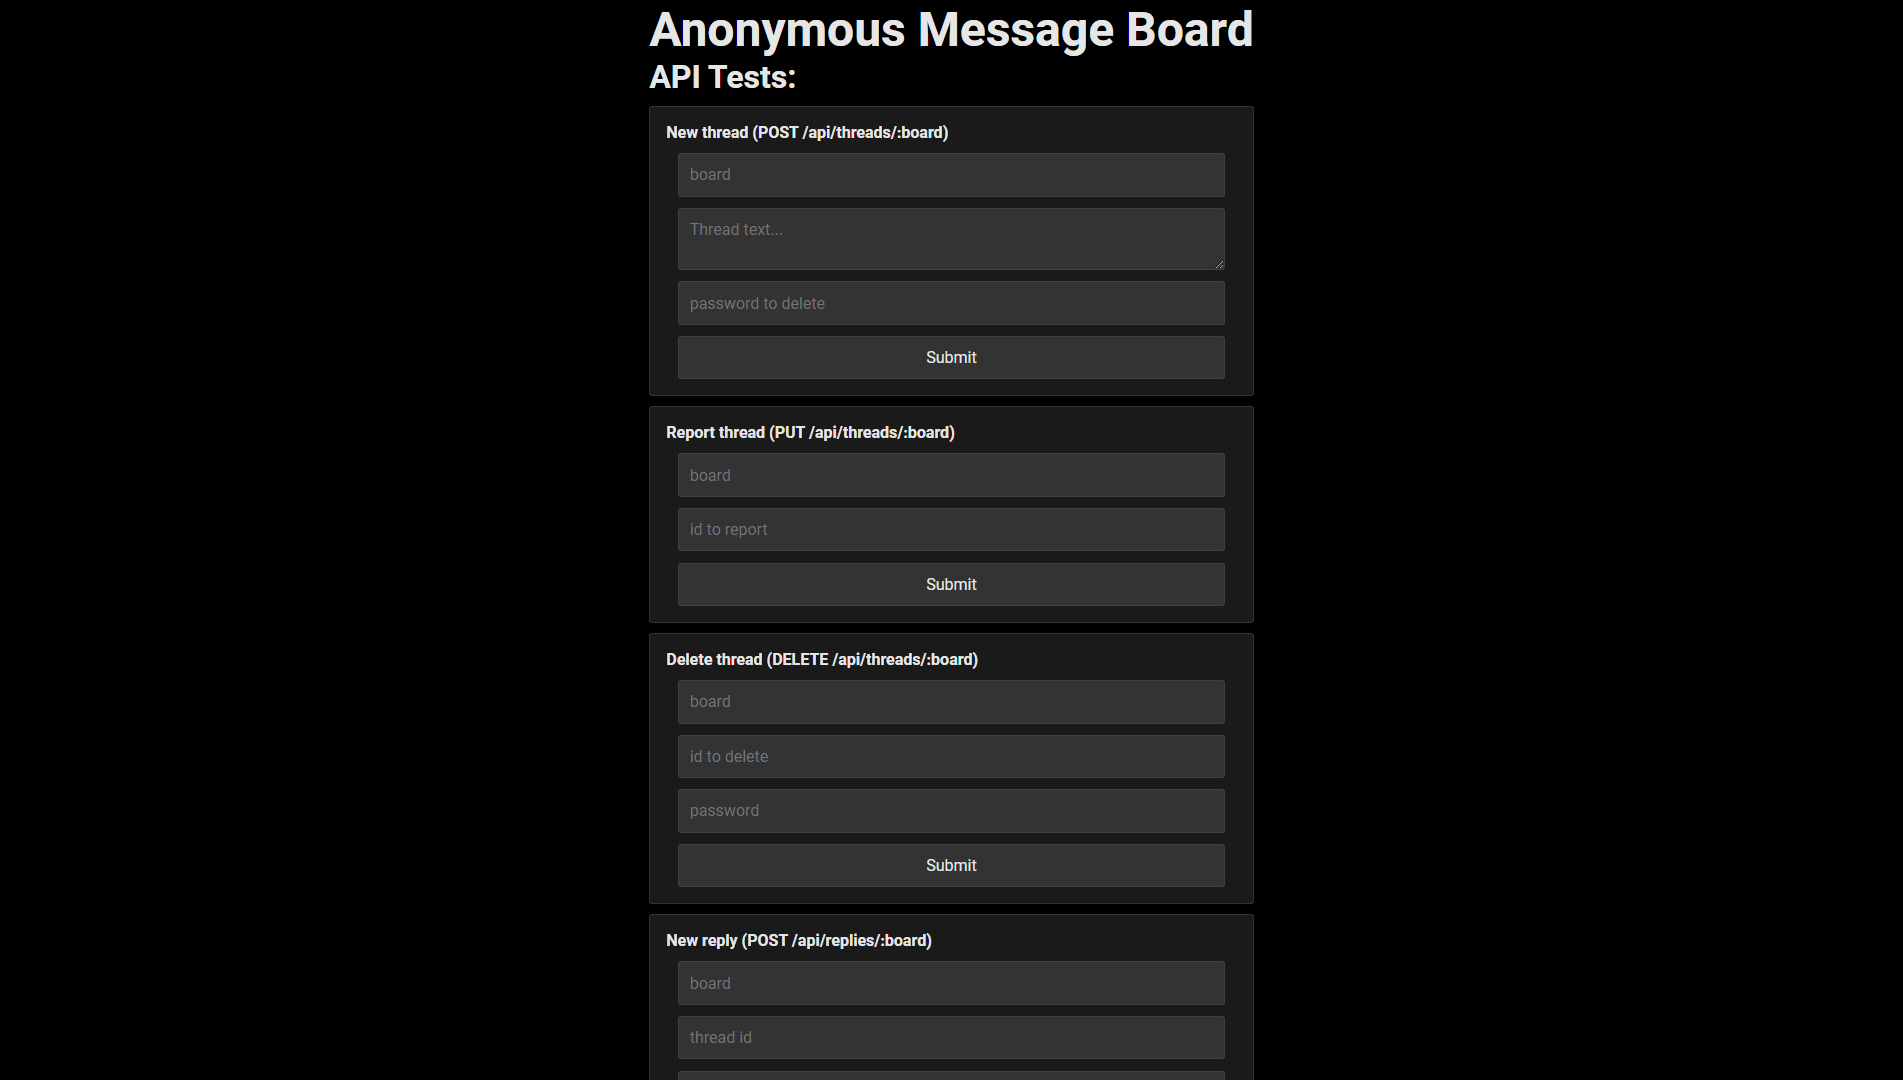 Anonymous Message Board
API Tests:
New thread (POST /api/threads/:board)
board
Thread text...
password to delete
Submit
Report thread (PUT /api/threads/:board)
board
id to report
Submit
Delete thread (DELETE /api/threads/:board)
board
id to delete
password
Submit
New reply (POST /api/replies/:board)
board
thread id